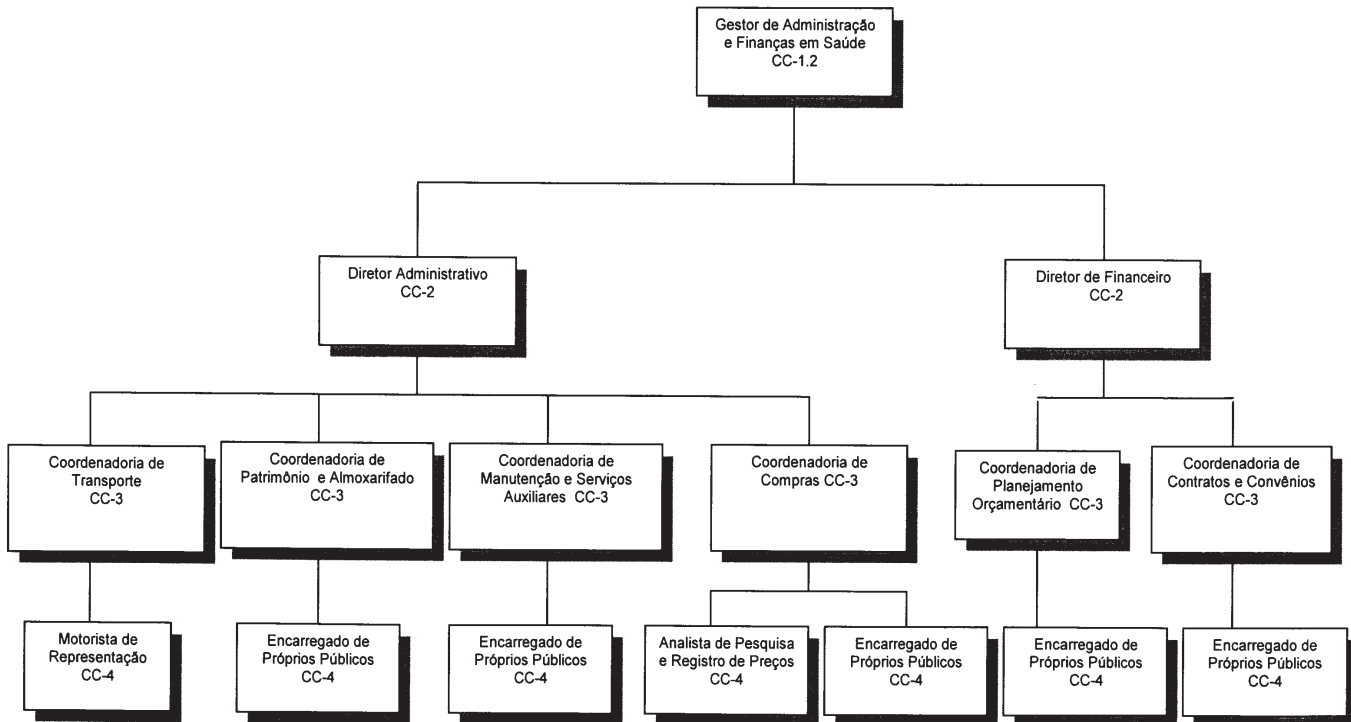 Gestor de Administração
e Finanças em Saúde
CC-1.2
Diretor Administrativo
CC-2
Diretor de Financeiro
CC-2
Coordenadoria de
Transporte
CC-3
Coordenadoria de
Patrimônio e Almoxarifado
CC-3
Coordenadoria de
Manutenção e Serviços
Auxiliares CC-3
Coordenadoria de
Compras CC-3
Coordenadoria de
Planejamento
Orçamentário CC-3
Coordenadoria de
Contratos e Convênios
CC-3
Motorista de
Representação
CC-4
Encarregado de
Próprios Públicos
CC-4
Encarregado de
Próprios Públicos
CC-4
Analista de Pesquisa
e Registro de Preços
CC-4
Encarregado de
Próprios Públicos
CC-4
Encarregado de
Próprios Públicos
CC-4
Encarregado de
Próprios Públicos
CC-4